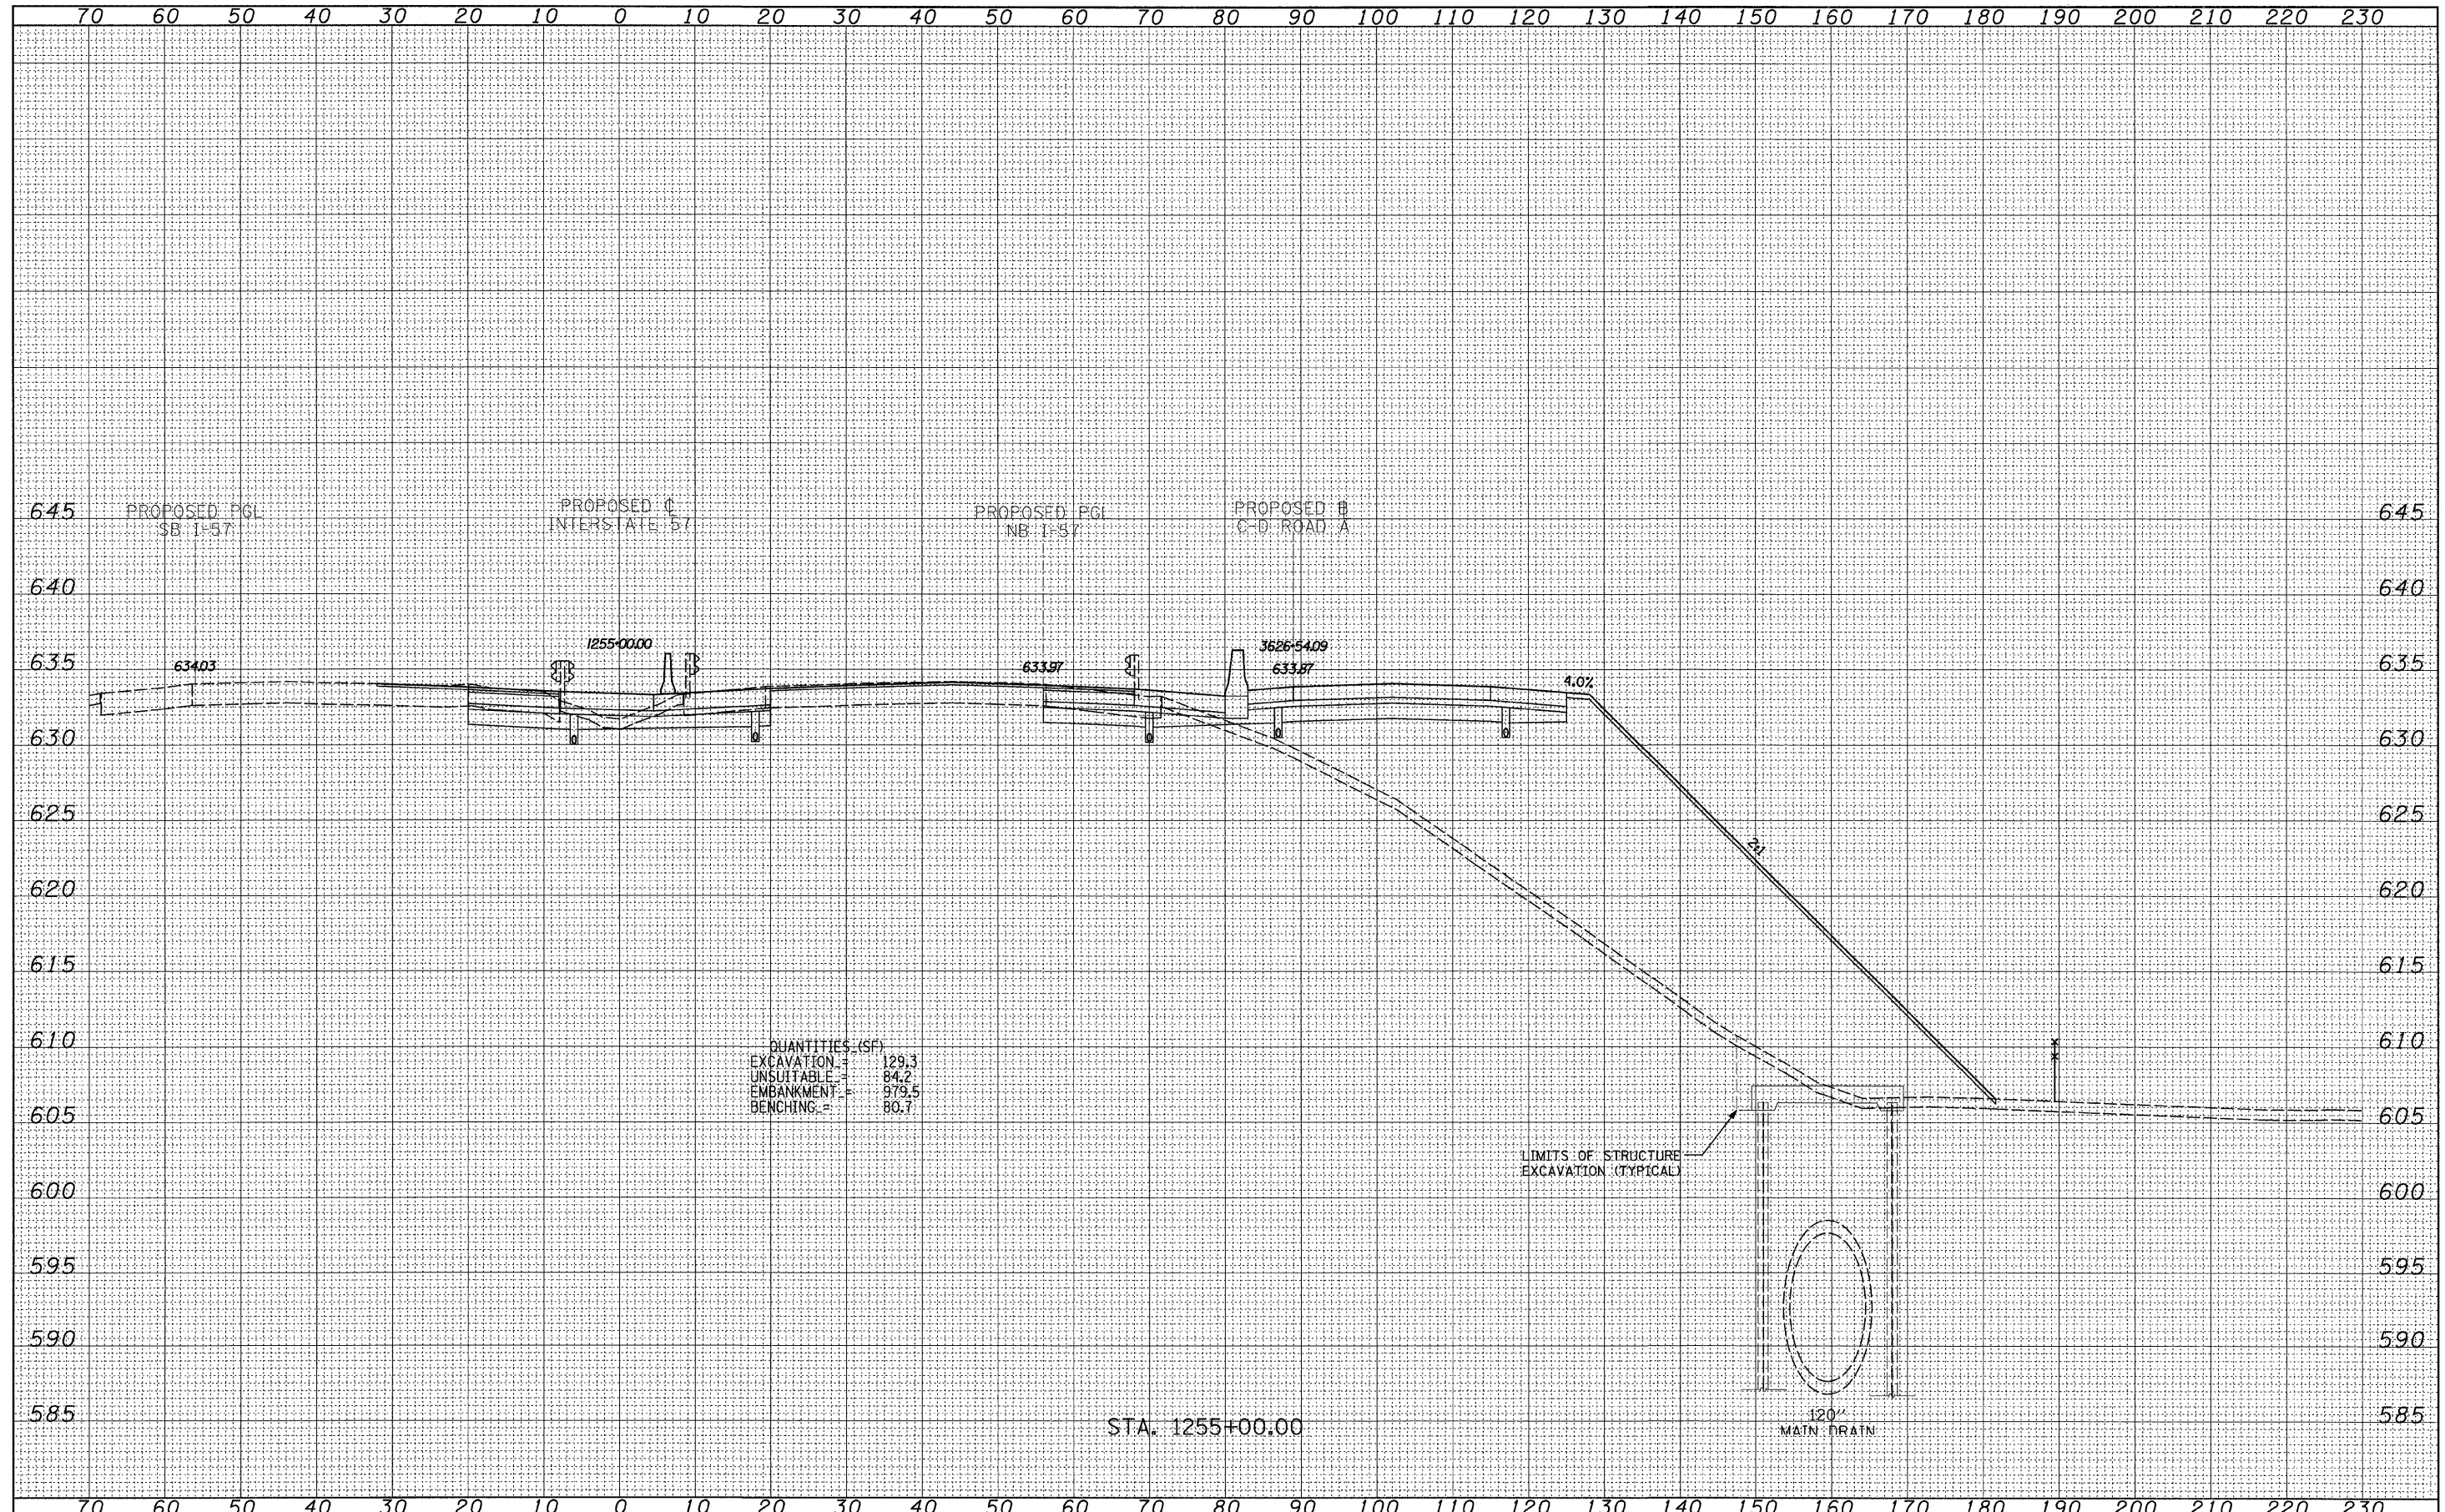 70 60 50 40 30 20 10 0 10 20 30 40 50 60 70 80 90 100 110 120 130 140 150 160 170 180 190 200 210 220 230
PROPOSED PGL
SB I-57
PROPOSED ℄
INTERSTATE 57
PROPOSED PGL
NB I-57
PROPOSED B
C-D ROAD A
645 645
640 640
1255+00.00
3626+54.09
635 635
634.03
633.97
633.87
4.0%
630 630
625 625
2:1
620 620
615 615
610 610
QUANTITIES (SF)
EXCAVATION = 129.3
UNSUITABLE = 84.2
EMBANKMENT = 979.5
BENCHING = 80.7
605 605
LIMITS OF STRUCTURE
EXCAVATION (TYPICAL)
600 600
595 595
590 590
585 585
120"
MAIN DRAIN
STA. 1255+00.00
70 60 50 40 30 20 10 0 10 20 30 40 50 60 70 80 90 100 110 120 130 140 150 160 170 180 190 200 210 220 230